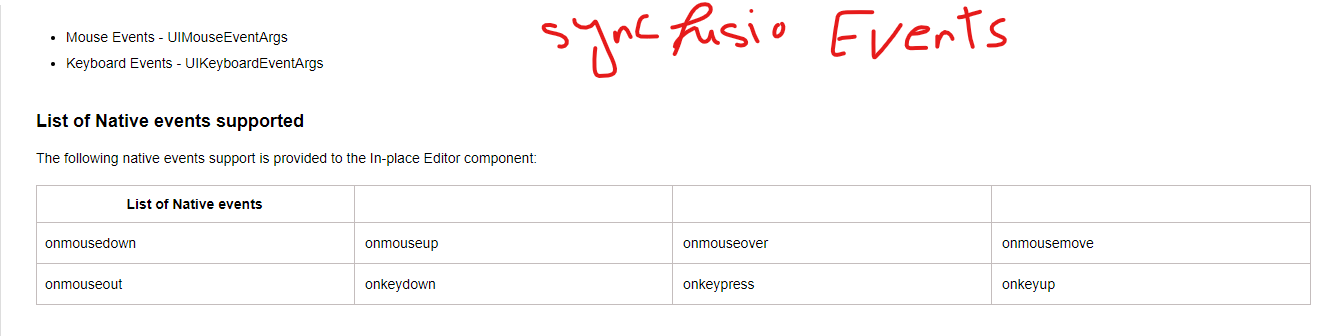 syncfusio Events
Mouse Events - UIMouseEventArgs
Keyboard Events - UIKeyboardEventArgs
List of Native events supported
The following native events support is provided to the In-place Editor component:
List of Native events
onmousedown onmouseup onmouseover onmousemove
onmouseout onkeydown onkeypress onkeyup